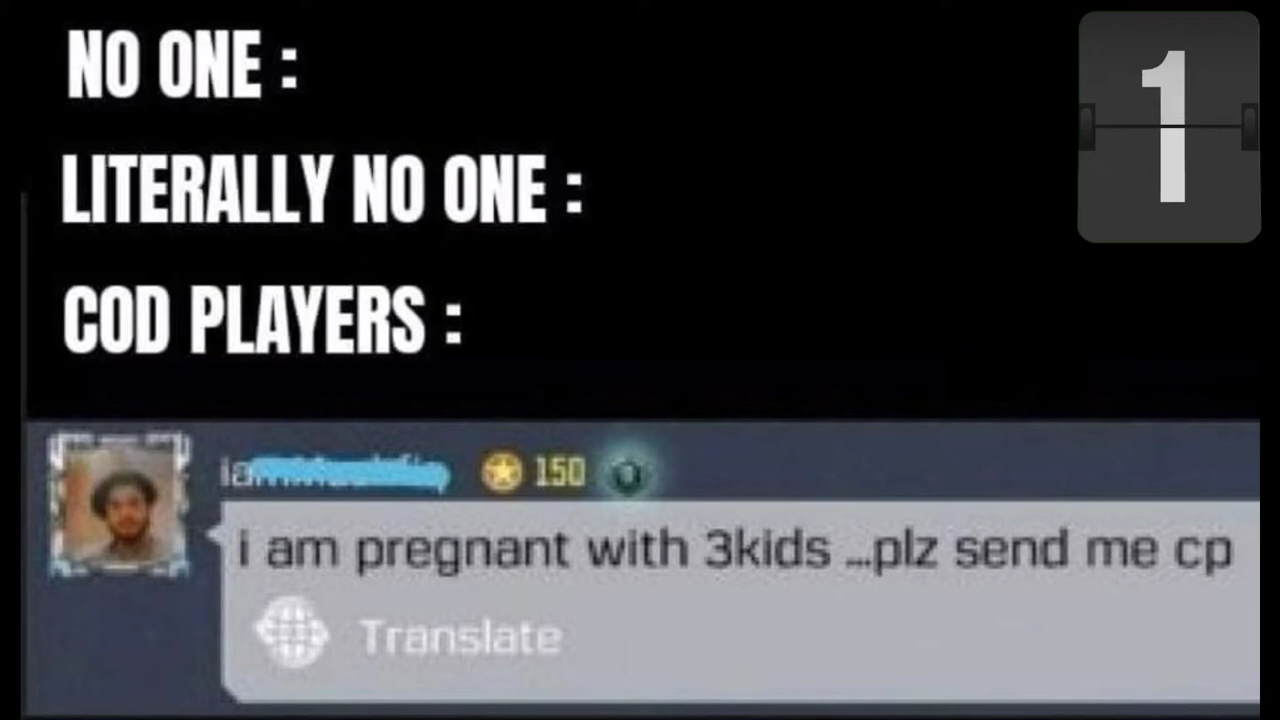 NO ONE :
1
LITERALLY NO ONE :
COD PLAYERS :
150
i am pregnant with 3kids ...plz send me cp
Translate